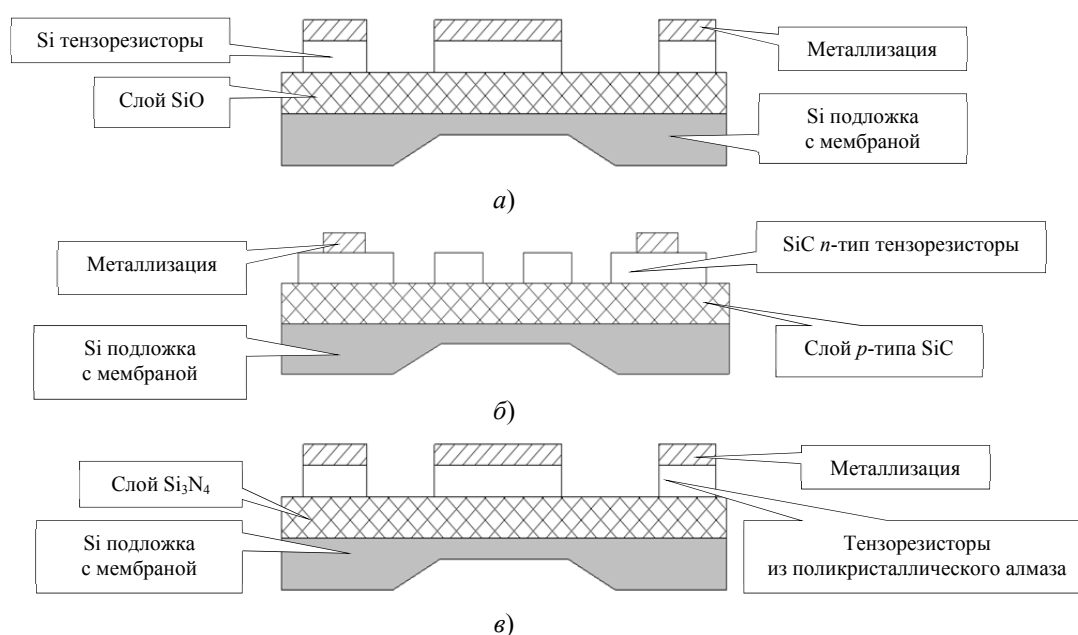 Si тензорезисторы
Металлизация
Слой SiO
Si подложка
с мембраной
а)
Металлизация
SiC n-тип тензорезисторы
Si подложка
с мембраной
Слой p-типа SiC
б)
Слой Si₃N₄
Металлизация
Si подложка
с мембраной
Тензорезисторы
из поликристаллического алмаза
в)